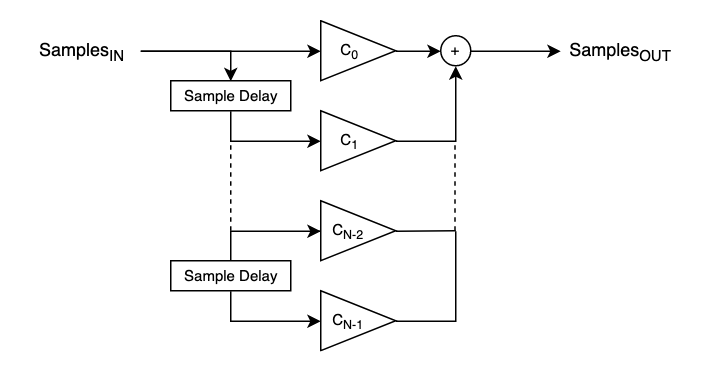 Samples_IN C_0 + Samples_OUT
Sample Delay
C_1
C_N-2
Sample Delay
C_N-1